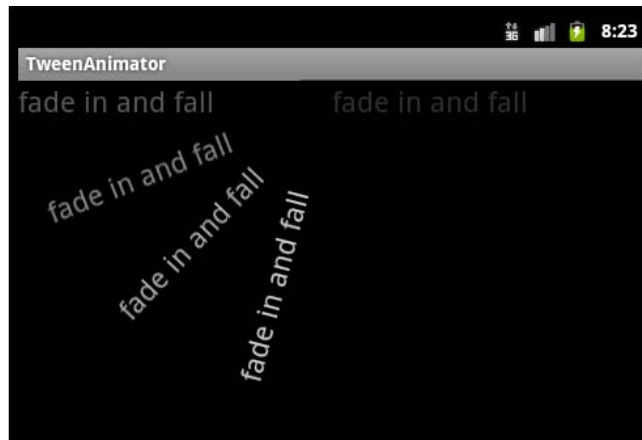 3G 8:23
TweenAnimator
fade in and fall fade in and fall
fade in and fall
fade in and fall
fade in and fall